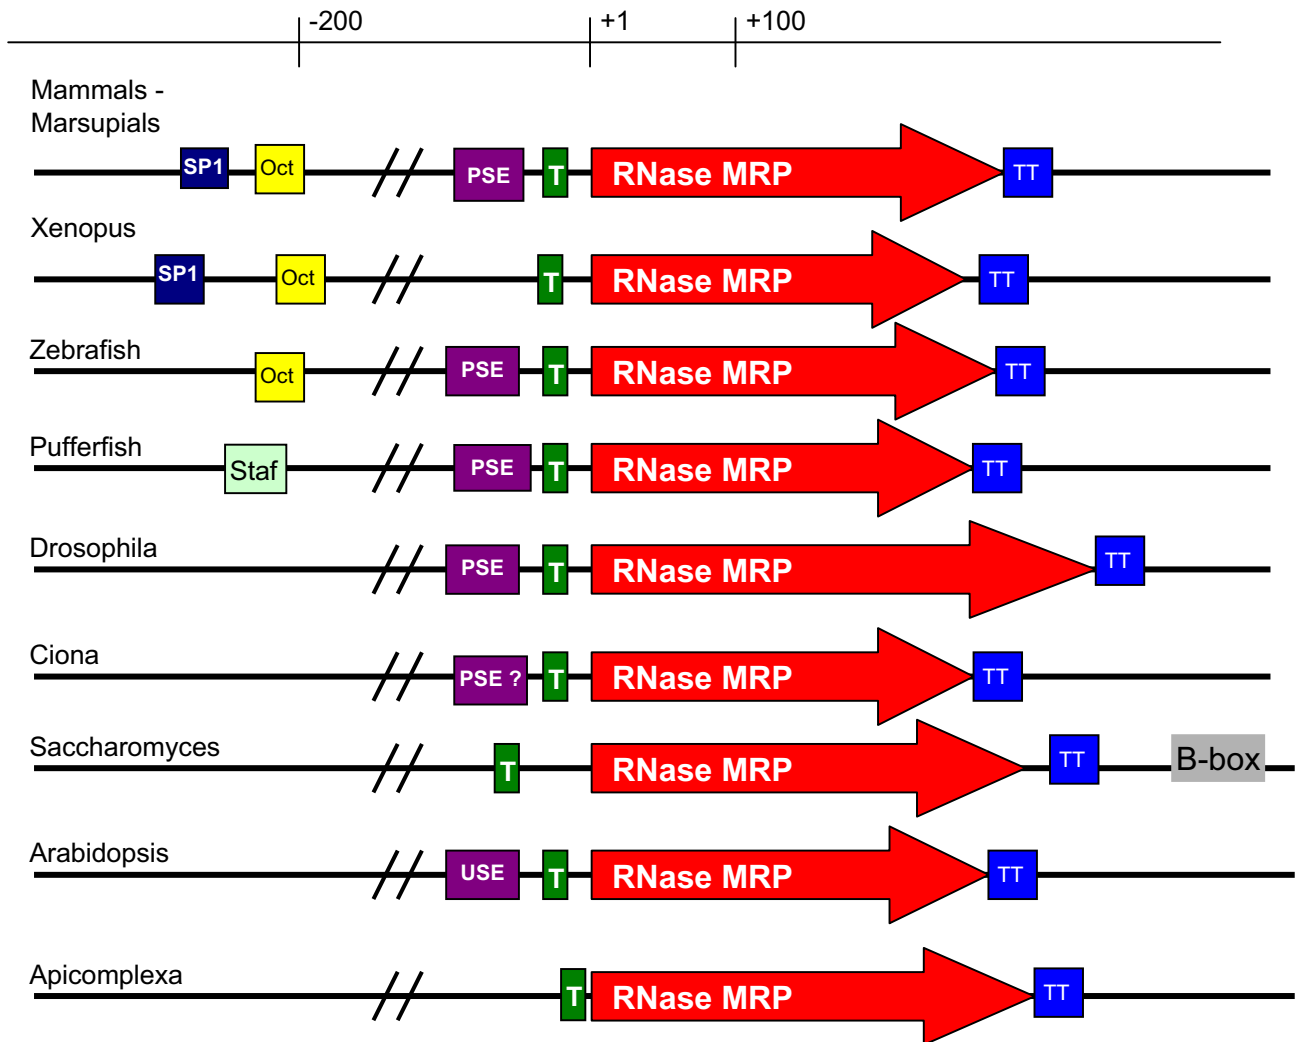 -200 +1 +100
Mammals -
Marsupials
SP1 Oct PSE T RNase MRP TT
Xenopus
SP1 Oct T RNase MRP TT
Zebrafish
Oct PSE T RNase MRP TT
Pufferfish
Staf PSE T RNase MRP TT
Drosophila
PSE T RNase MRP TT
Ciona
PSE ? T RNase MRP TT
Saccharomyces
T RNase MRP TT B-box
Arabidopsis
USE T RNase MRP TT
Apicomplexa
T RNase MRP TT